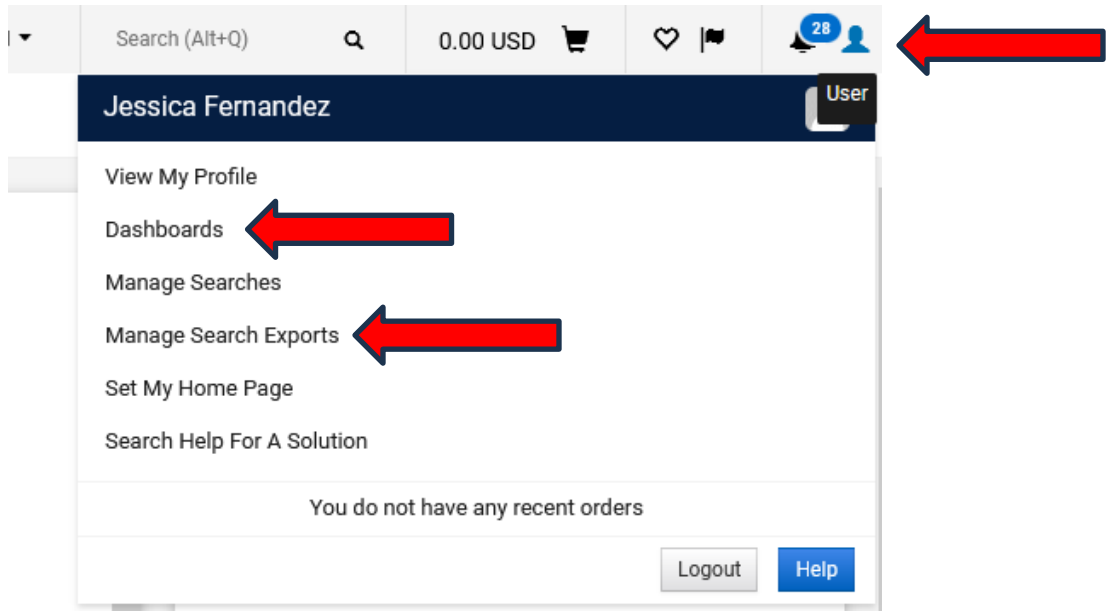 Search (Alt+Q)
0.00 USD
28
User
Jessica Fernandez
View My Profile
Dashboards
Manage Searches
Manage Search Exports
Set My Home Page
Search Help For A Solution
You do not have any recent orders
Logout
Help